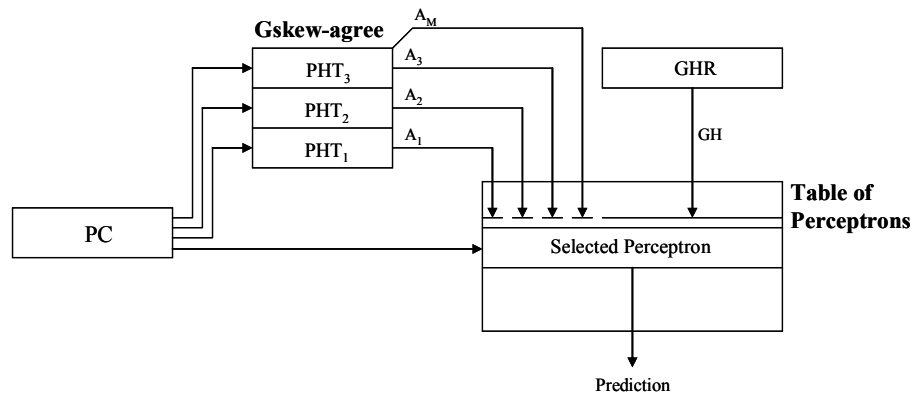 Gskew-agree
A_M
PHT_3
A_3
GHR
PHT_2
A_2
PHT_1
A_1
GH
Table of
Perceptrons
PC
Selected Perceptron
Prediction